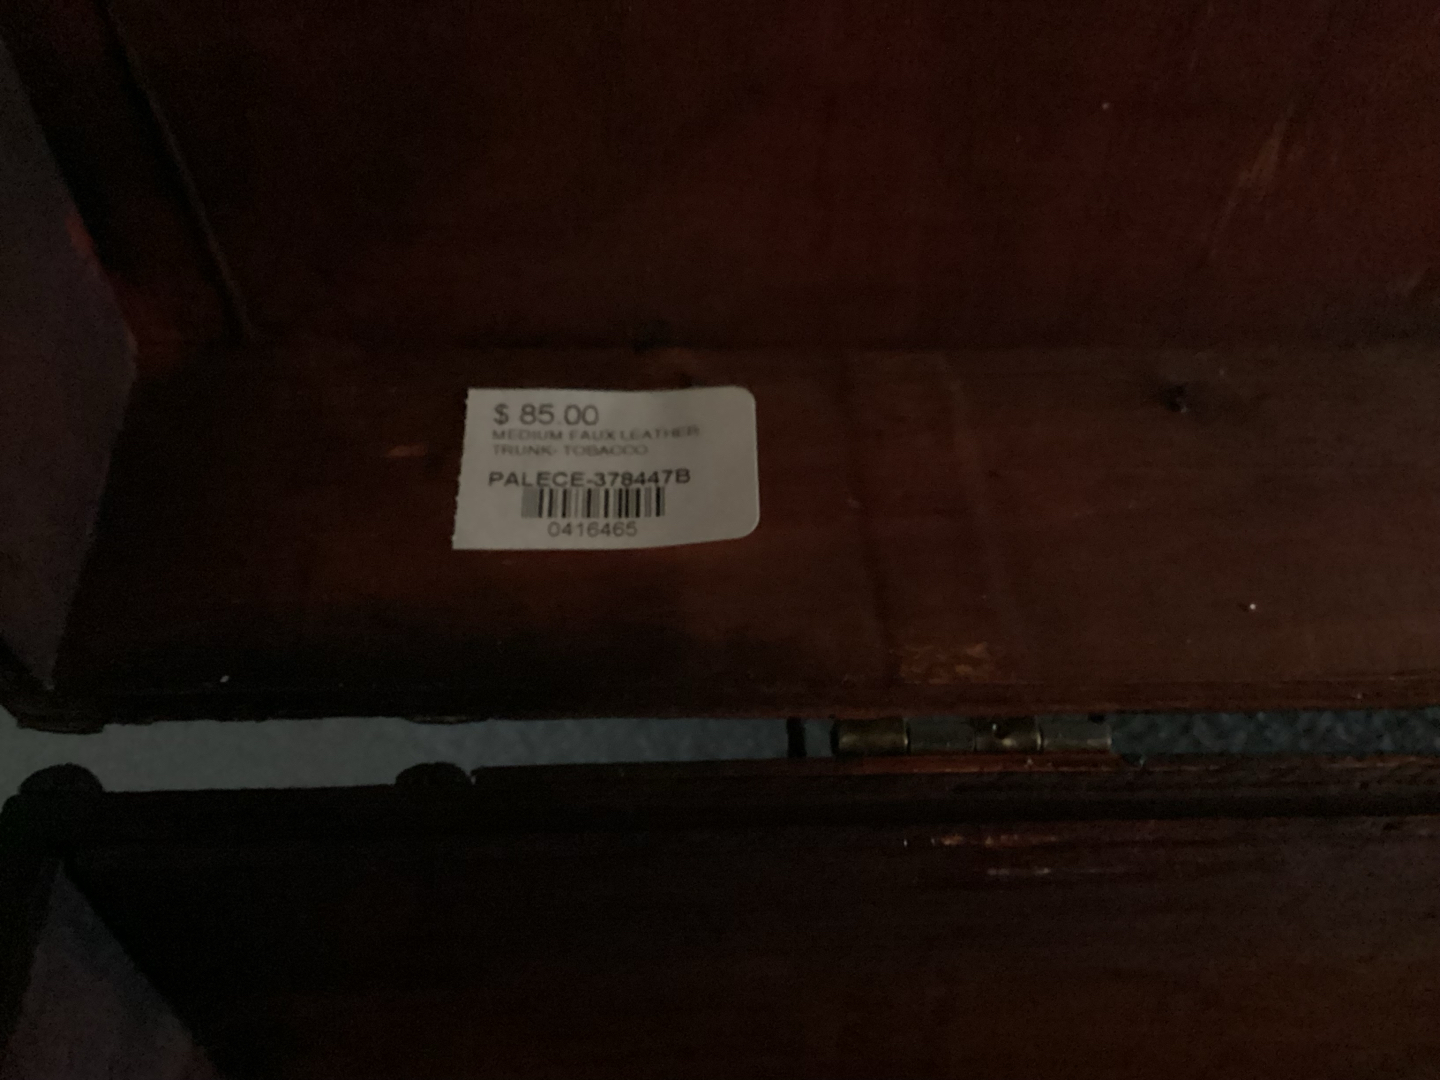 $ 85.00
MEDIUM FAUX LEATHER
TRUNK- TOBACCO
PALECE-378447B
0416465